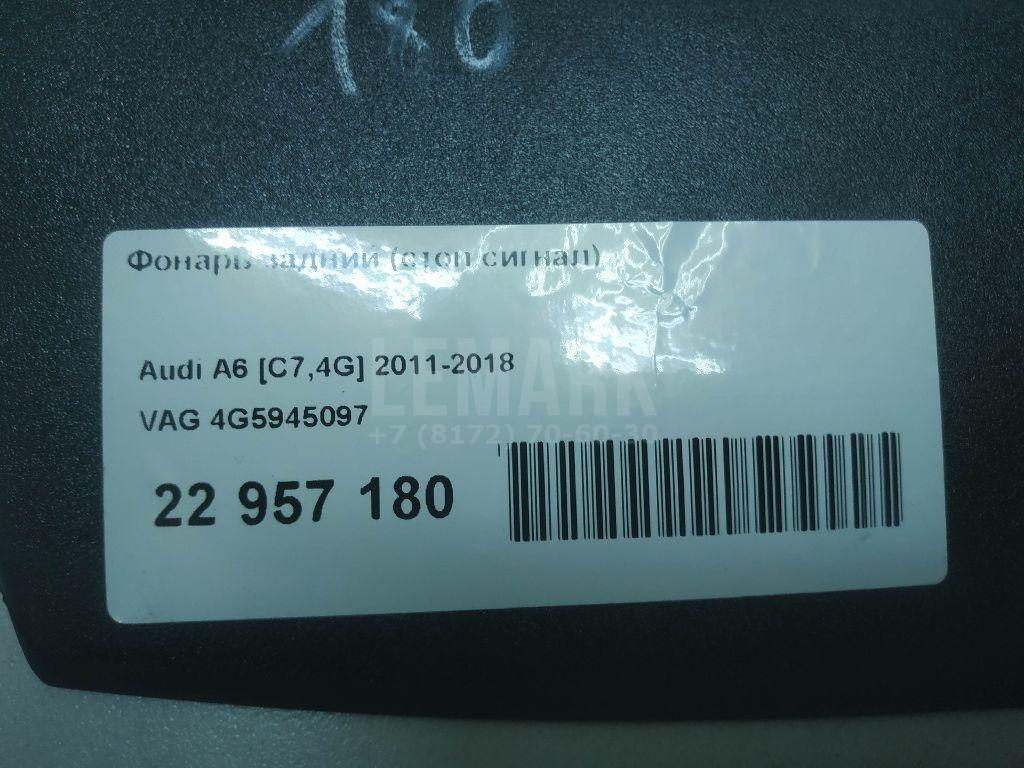 180
Фонарь задний (стоп сигнал)
Audi A6 [C7,4G] 2011-2018
VAG 4G5945097
LEMARK
+7 (8172) 70-60-30
22 957 180